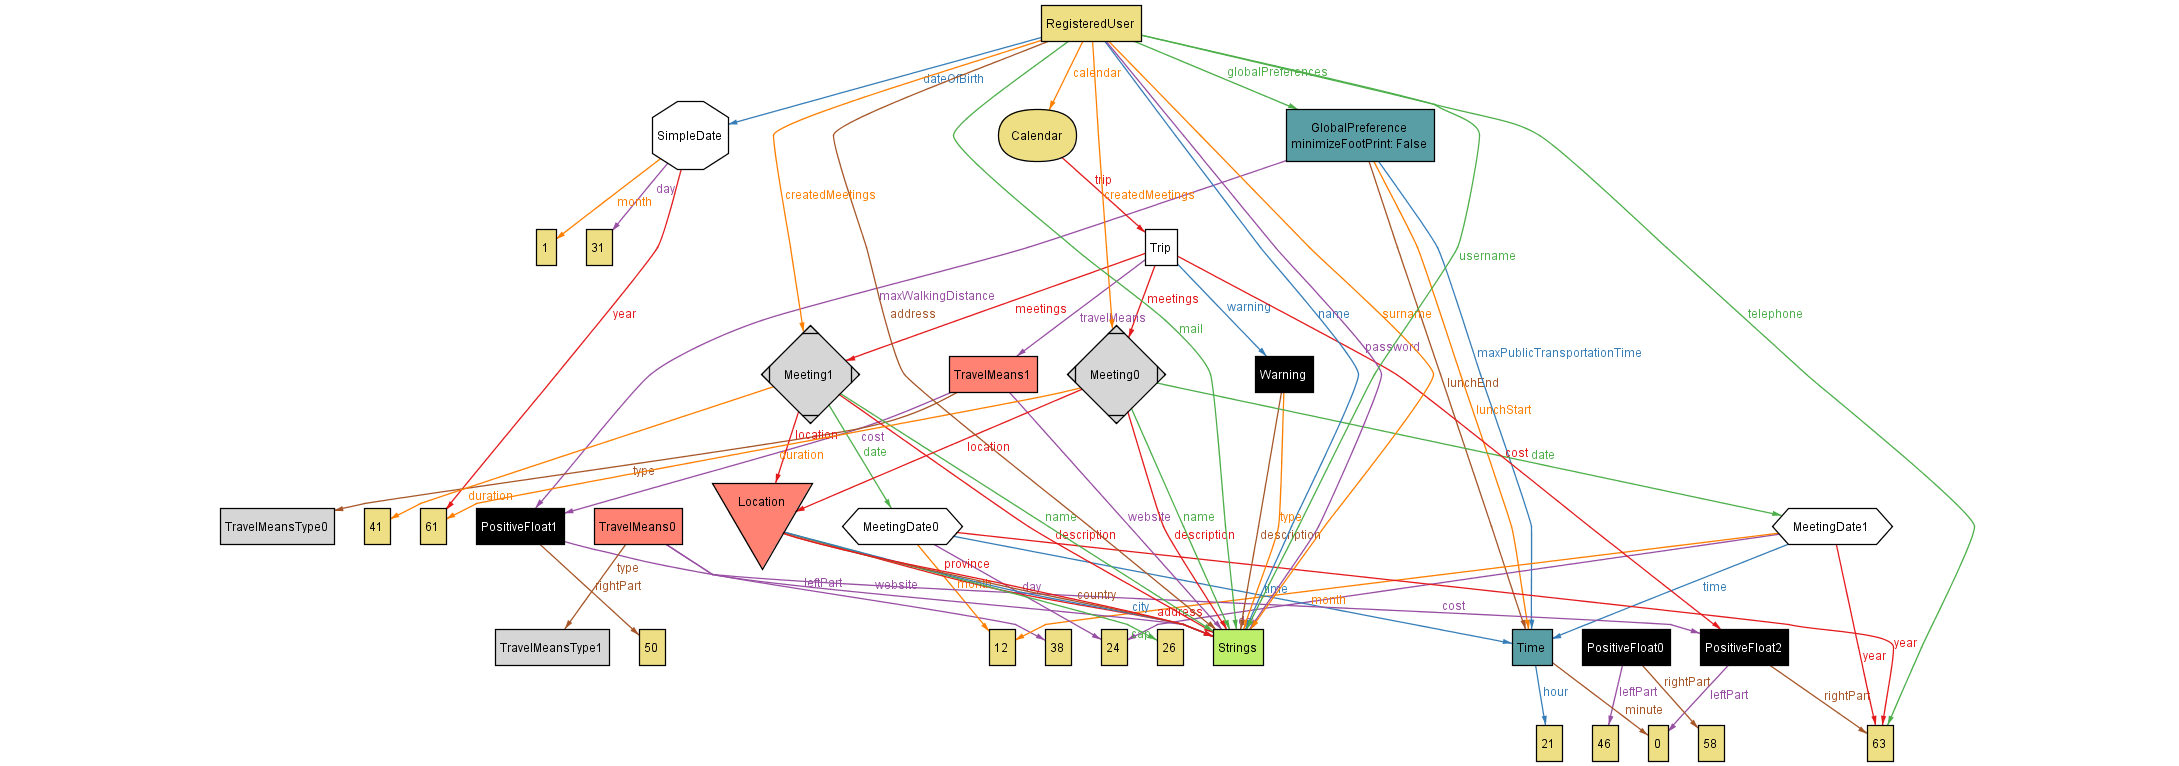 RegisteredUser
dateOfBirth
calendar
globalPreferences
SimpleDate
Calendar
GlobalPreference
minimizeFootPrint: False
day
month
trip
createdMeetings
createdMeetings
1
31
Trip
username
maxWalkingDistance
year
address
meetings
travelMeans
meetings
warning
mail
name
surname
telephone
password
maxPublicTransportationTime
Meeting1
TravelMeans1
Meeting0
Warning
lunchEnd
lunchStart
location
cost
date
duration
location
cost
date
type
duration
name
description
website
name
description
type
description
TravelMeansType0
41
61
PositiveFloat1
TravelMeans0
Location
MeetingDate0
MeetingDate1
type
rightPart
leftPart
website
province
month
day
country
city
address
cap
time
month
cost
time
year
year
TravelMeansType1
50
12
38
24
26
Strings
Time
PositiveFloat0
PositiveFloat2
hour
minute
leftPart
rightPart
leftPart
rightPart
21
46
0
58
63